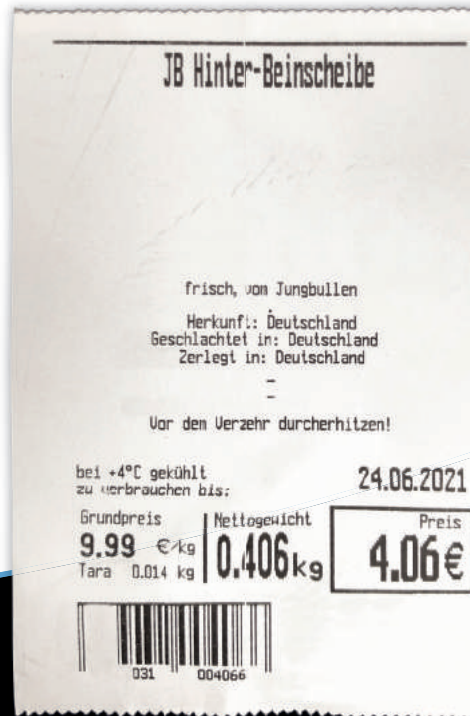 JB Hinter-Beinscheibe
frisch, vom Jungbullen
Herkunft: Deutschland
Geschlachtet in: Deutschland
Zerlegt in: Deutschland
-
-
Vor dem Verzehr durcherhitzen!
bei +4°C gekühlt
zu verbrauchen bis:
24.06.2021
Grundpreis Nettogewicht Preis
9.99 €/kg 0.406kg 4.06€
Tara 0.014 kg
031 004066